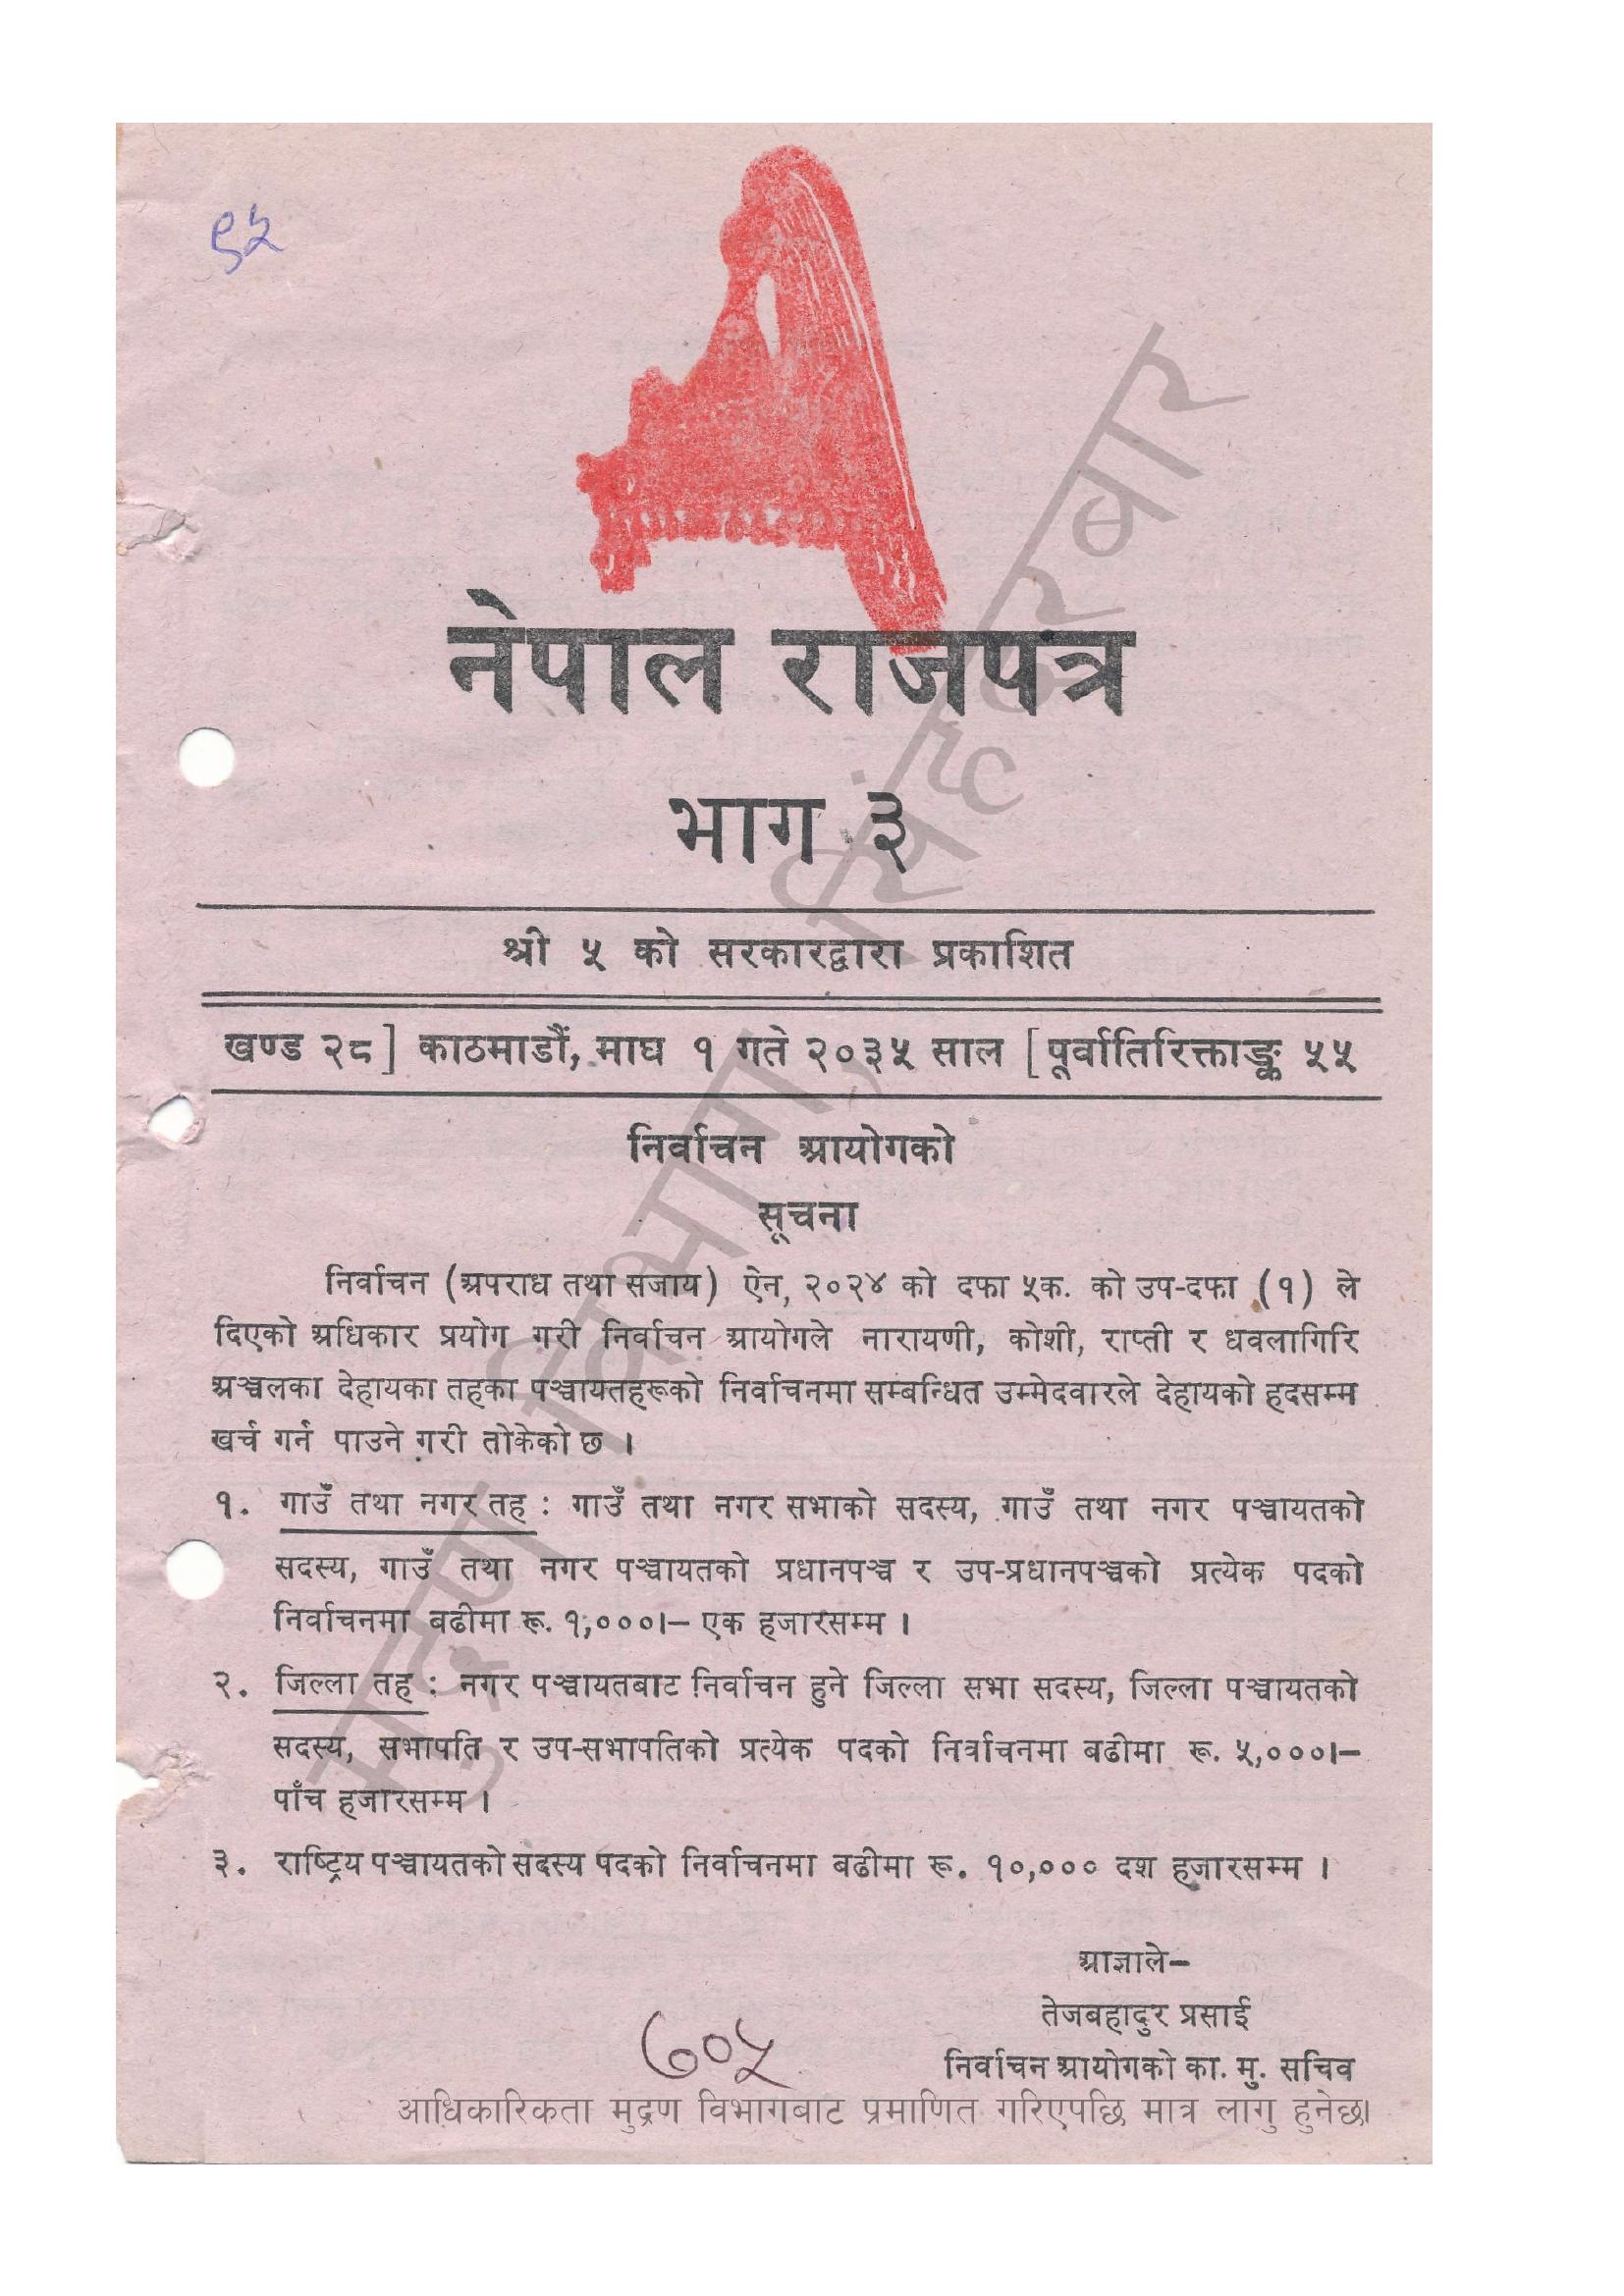 ९५
नेपाल राजपत्र
भाग ३
श्री ५ को सरकारद्वारा प्रकाशित
खण्ड २८] काठमाडौं, माघ १ गते २०३५ साल [पूर्वातिरिक्ताङ्क ५५
निर्वाचन आयोगको
सूचना
निर्वाचन (अपराध तथा सजाय) ऐन, २०२४ को दफा ५क. को उप-दफा (१) ले
दिएको अधिकार प्रयोग गरी निर्वाचन आयोगले नारायणी, कोशी, राप्ती र धवलागिरि
अञ्चलका देहायका तहका पञ्चायतहरूको निर्वाचनमा सम्बन्धित उम्मेदवारले देहायको हदसम्म
खर्च गर्न पाउने गरी तोकेको छ ।
१. गाउँ तथा नगर तह : गाउँ तथा नगर सभाको सदस्य, गाउँ तथा नगर पञ्चायतको
सदस्य, गाउँ तथा नगर पञ्चायतको प्रधानपञ्च र उप-प्रधानपञ्चको प्रत्येक पदको
निर्वाचनमा बढीमा रू. १,०००।– एक हजारसम्म ।
२. जिल्ला तह : नगर पञ्चायतबाट निर्वाचन हुने जिल्ला सभा सदस्य, जिल्ला पञ्चायतको
सदस्य, सभापति र उप-सभापतिको प्रत्येक पदको निर्वाचनमा बढीमा रू. ५,०००।–
पाँच हजारसम्म ।
३. राष्ट्रिय पञ्चायतको सदस्य पदको निर्वाचनमा बढीमा रू. १०,००० दश हजारसम्म ।
आज्ञाले–
तेजबहादुर प्रसाई
निर्वाचन आयोगको का. मु. सचिव
७०५
आधिकारिकता मुद्रण विभागबाट प्रमाणित गरिएपछि मात्र लागु हुनेछ।
मुद्रण विभाग, सिंहदरवार